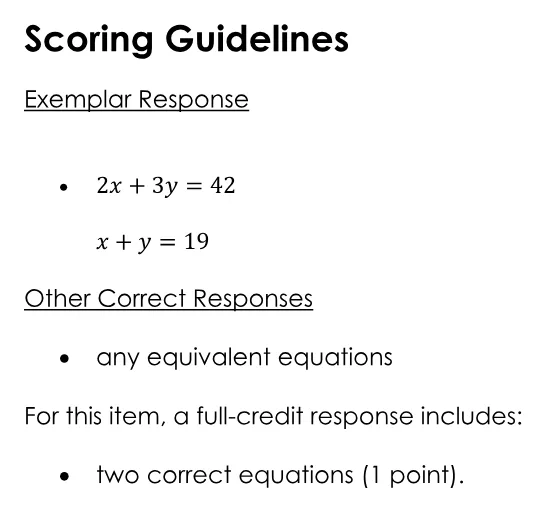 Scoring Guidelines
Exemplar Response
• 2x + 3y = 42
x + y = 19
Other Correct Responses
• any equivalent equations
For this item, a full-credit response includes:
• two correct equations (1 point).